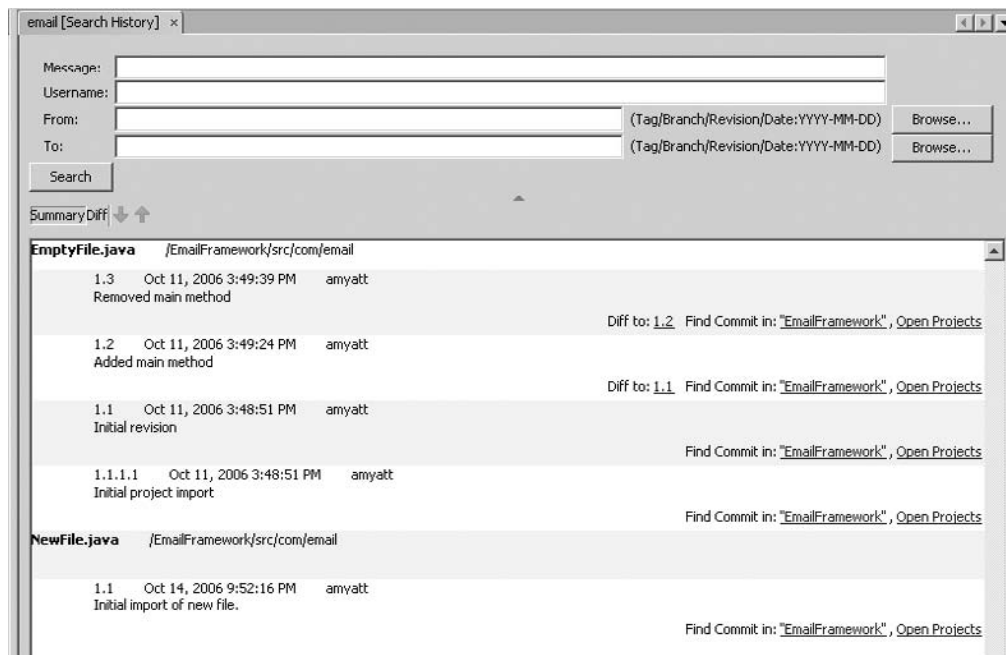 email [Search History] ×
Message:
Username:
From: (Tag/Branch/Revision/Date:YYYY-MM-DD) Browse...
To: (Tag/Branch/Revision/Date:YYYY-MM-DD) Browse...
Search
Summary Diff
EmptyFile.java /EmailFramework/src/com/email
1.3 Oct 11, 2006 3:49:39 PM amyatt
Removed main method
Diff to: 1.2 Find Commit in: "EmailFramework" , Open Projects
1.2 Oct 11, 2006 3:49:24 PM amyatt
Added main method
Diff to: 1.1 Find Commit in: "EmailFramework" , Open Projects
1.1 Oct 11, 2006 3:48:51 PM amyatt
Initial revision
Find Commit in: "EmailFramework" , Open Projects
1.1.1.1 Oct 11, 2006 3:48:51 PM amyatt
Initial project import
Find Commit in: "EmailFramework" , Open Projects
NewFile.java /EmailFramework/src/com/email
1.1 Oct 14, 2006 9:52:16 PM amyatt
Initial import of new file.
Find Commit in: "EmailFramework" , Open Projects